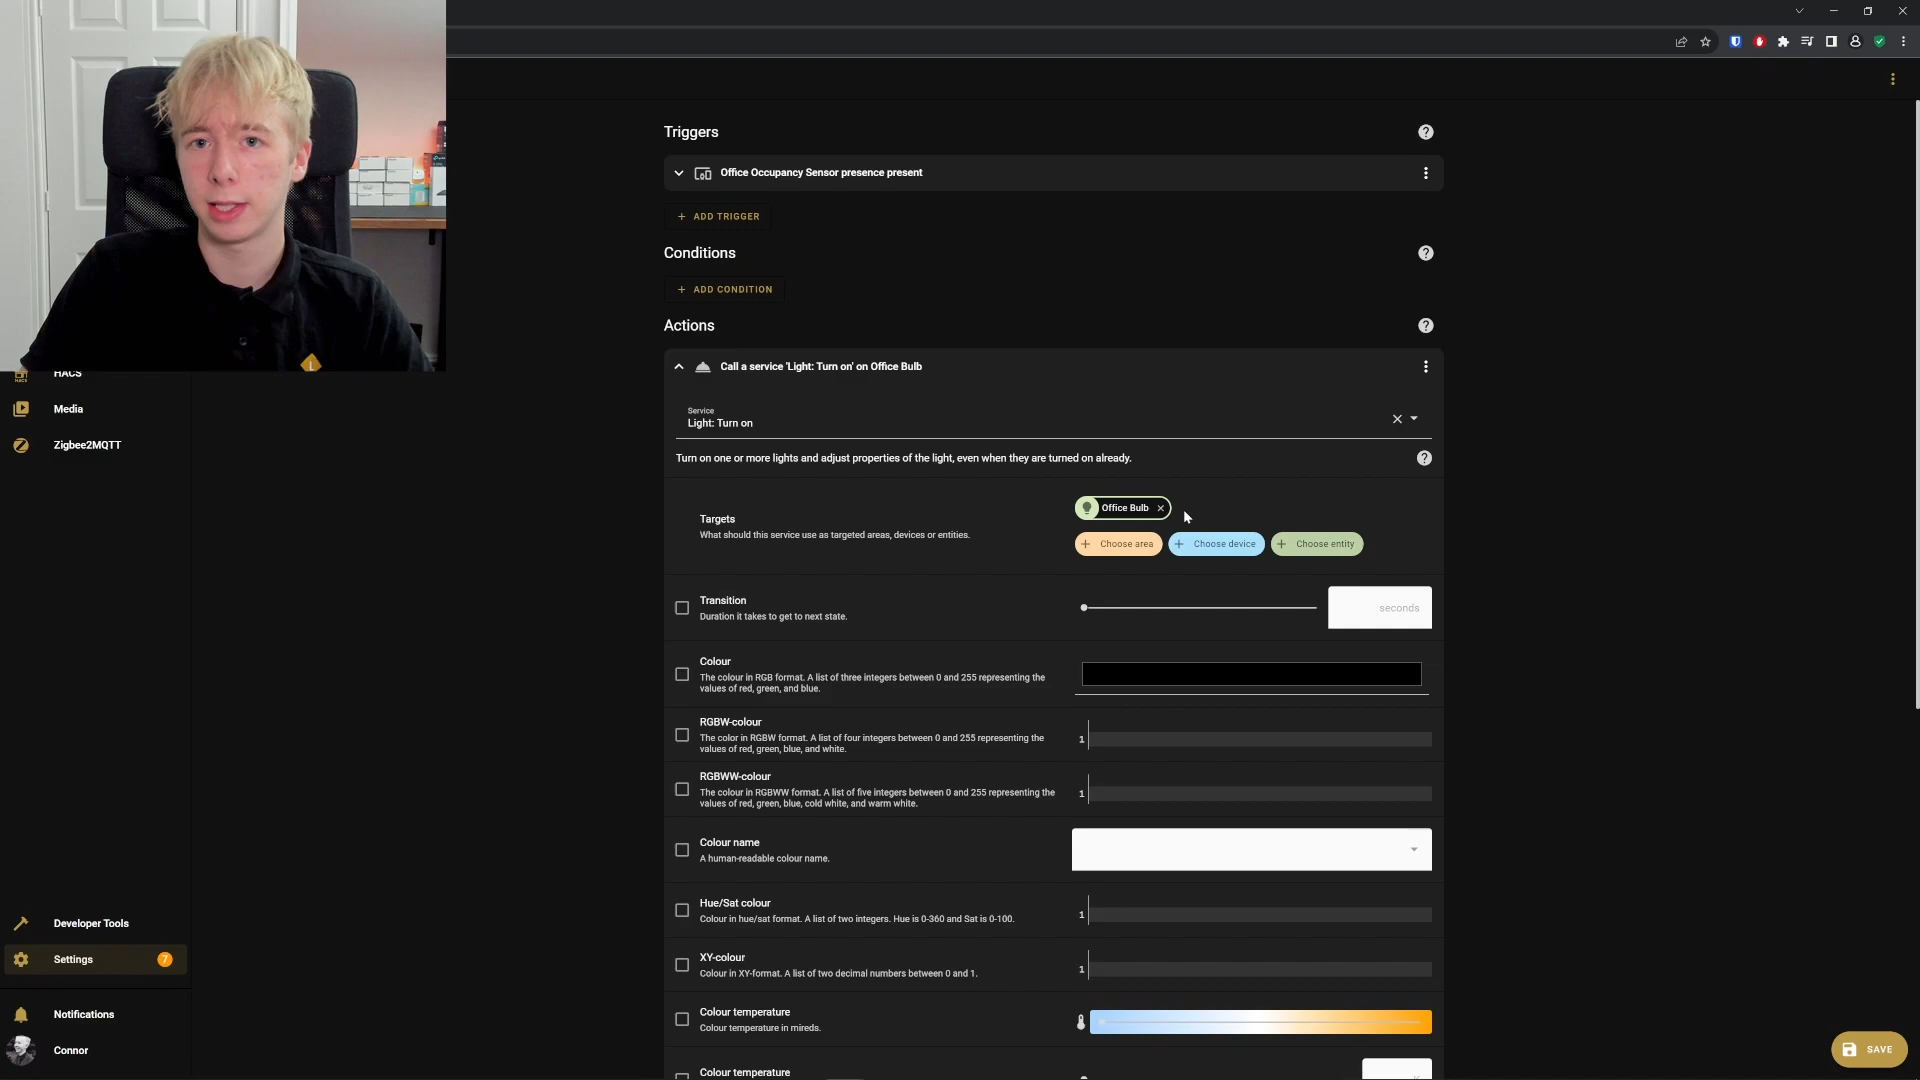 Triggers
Office Occupancy Sensor presence present
+ ADD TRIGGER
Conditions
+ ADD CONDITION
Actions
Call a service 'Light: Turn on' on Office Bulb
Service
Light: Turn on
Turn on one or more lights and adjust properties of the light, even when they are turned on already.
Targets
What should this service use as targeted areas, devices or entities.
Office Bulb
+ Choose area
+ Choose device
+ Choose entity
Transition
Duration it takes to get to next state.
seconds
Colour
The colour in RGB format. A list of three integers between 0 and 255 representing the
values of red, green, and blue.
RGBW-colour
The color in RGBW format. A list of four integers between 0 and 255 representing the
values of red, green, blue, and white.
1
RGBWW-colour
The colour in RGBWW format. A list of five integers between 0 and 255 representing the
values of red, green, blue, cold white, and warm white.
1
Colour name
A human-readable colour name.
Hue/Sat colour
Colour in hue/sat format. A list of two integers. Hue is 0-360 and Sat is 0-100.
1
XY-colour
Colour in XY-format. A list of two decimal numbers between 0 and 1.
1
Colour temperature
Colour temperature in mireds.
Colour temperature
SAVE
L
HACS
Media
Zigbee2MQTT
Developer Tools
Settings
7
Notifications
Connor